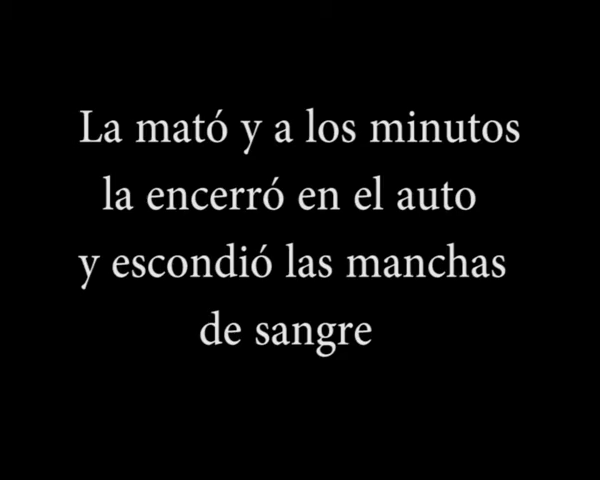 La mató y a los minutos
la encerró en el auto
y escondió las manchas
de sangre